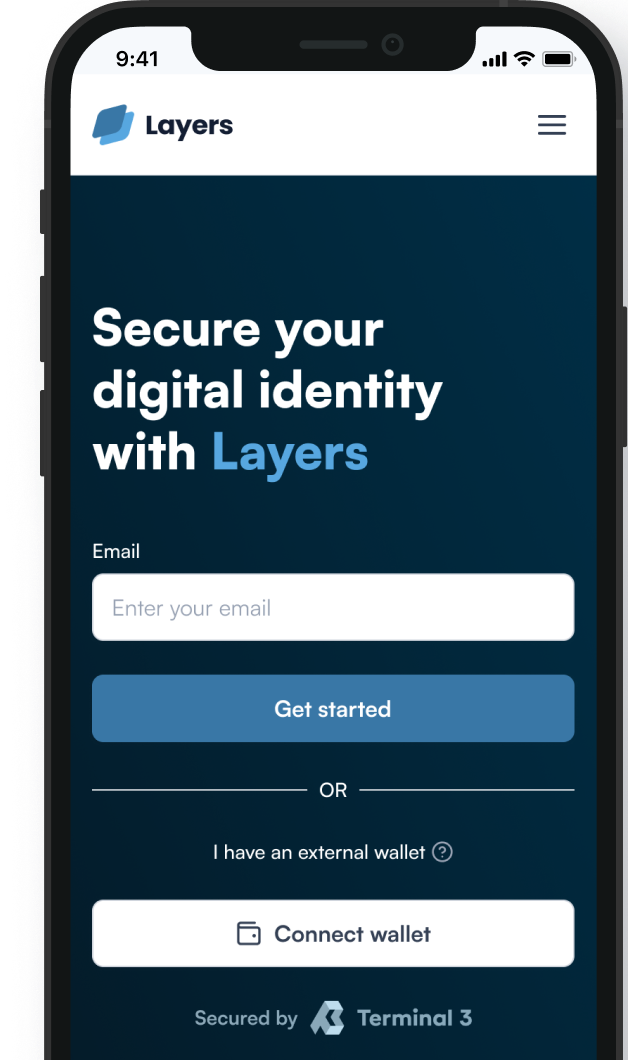 9:41
Layers
Secure your
digital identity
with Layers
Email
Enter your email
Get started
OR
I have an external wallet ?
Connect wallet
Secured by Terminal 3